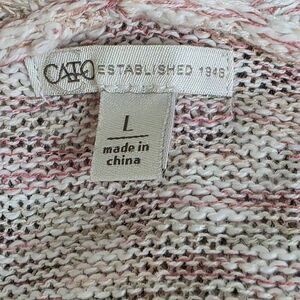 CATO ESTABLISHED 1946
L
made in
china